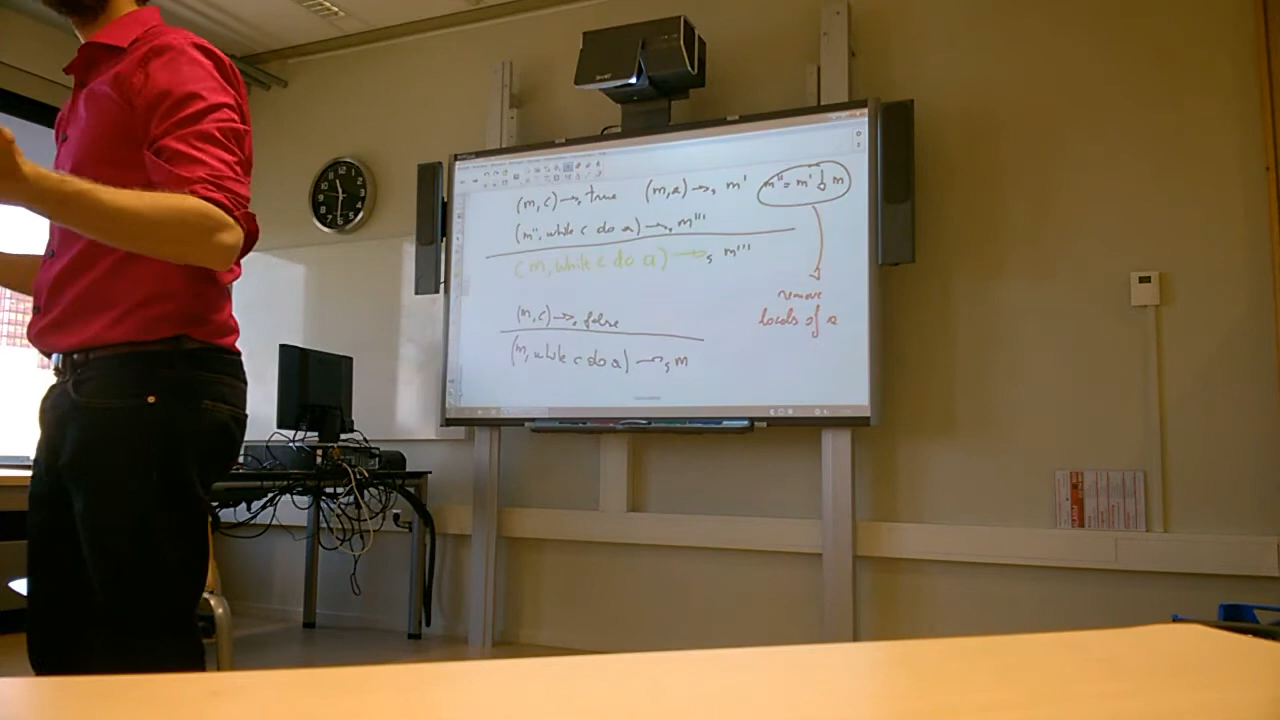 (m, c) → s true (m, a) → s m' m'' = m' ↓ m
(m'', while c do a) → s m'''
(m, while c do a) → s m'''
remove
locals of a
(m, c) → s false
(m, while c do a) → s m